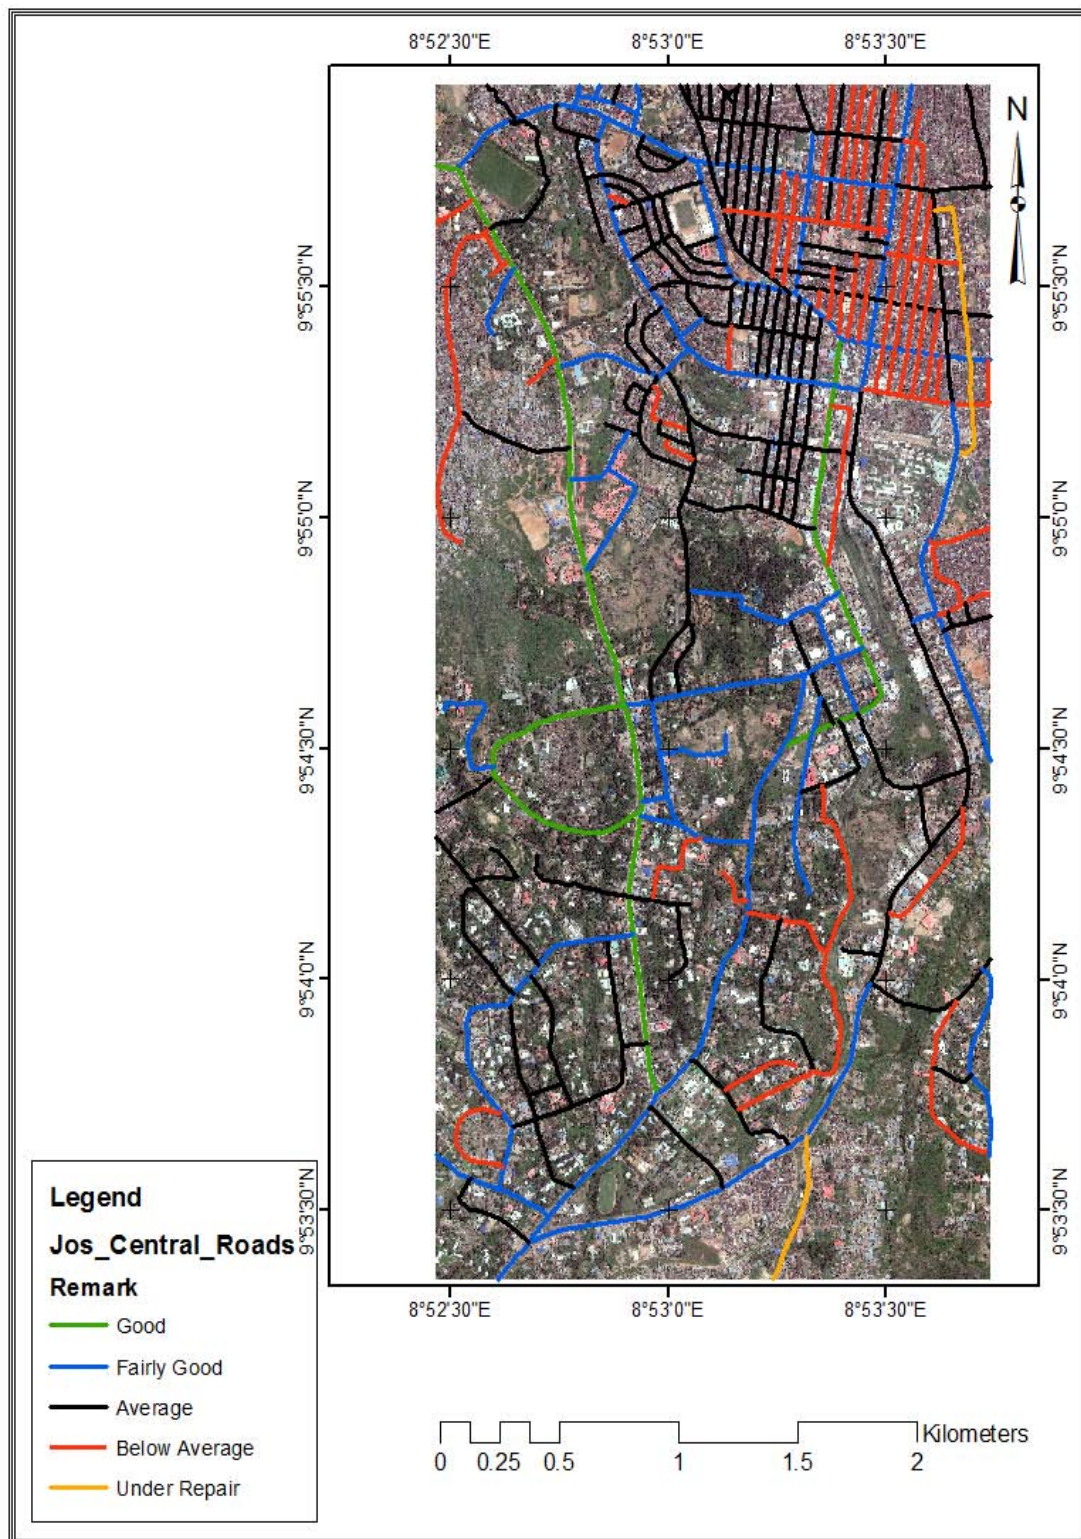 8°52'30"E 8°53'0"E 8°53'30"E
N
9°55'30"N 9°55'30"N
9°55'0"N 9°55'0"N
9°54'30"N 9°54'30"N
9°54'0"N 9°54'0"N
9°53'30"N 9°53'30"N
8°52'30"E 8°53'0"E 8°53'30"E
Legend
Jos_Central_Roads
Remark
Good
Fairly Good
Average
Below Average
Under Repair
Kilometers
0 0.25 0.5 1 1.5 2